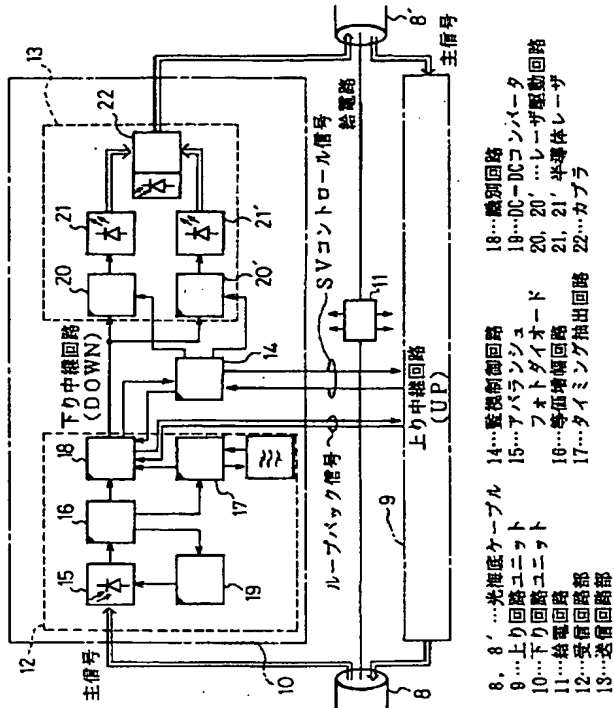 13
8'
主信号
22
給電路
21
21'
SVコントロール信号
20
20'
下り中継回路
(DOWN)
14
11
上り中継回路
(UP)
18
16
17
ループバック信号
15
19
9
12
主信号
10
8
8, 8'…光海底ケーブル
9…上り回路ユニット
10…下り回路ユニット
11…給電回路
12…受信回路部
13…送信回路部
14…監視制御回路
15…アバランシュ
フォトダイオード
16…等価増幅回路
17…タイミング抽出回路
18…識別回路
19…DC-DCコンバータ
20, 20'…レーザ駆動回路
21, 21' 半導体レーザ
22…カプラ